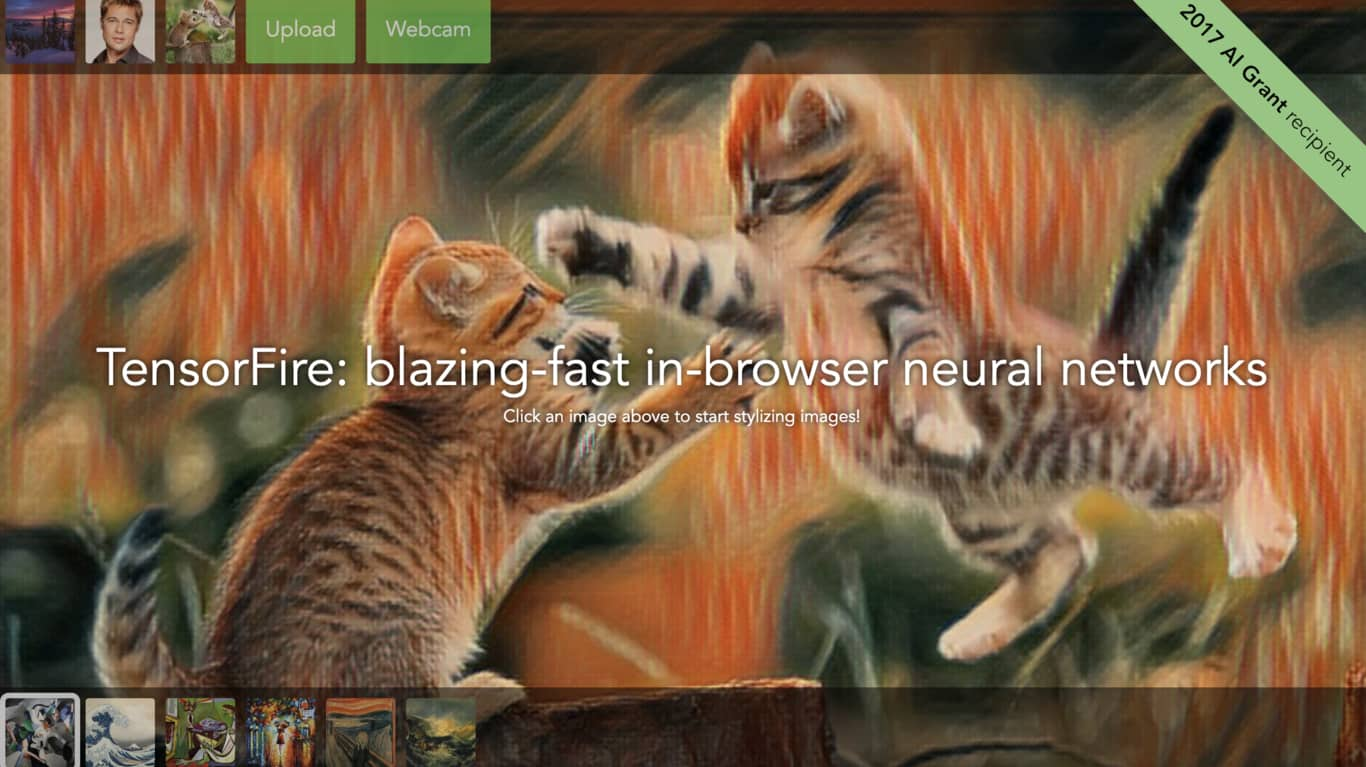 Upload
Webcam
2017 AI Grant recipient
TensorFire: blazing-fast in-browser neural networks
Click an image above to start stylizing images!